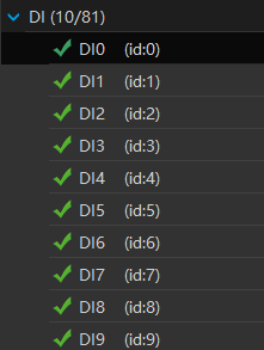 DI (10/81)
DI0 (id:0)
DI1 (id:1)
DI2 (id:2)
DI3 (id:3)
DI4 (id:4)
DI5 (id:5)
DI6 (id:6)
DI7 (id:7)
DI8 (id:8)
DI9 (id:9)